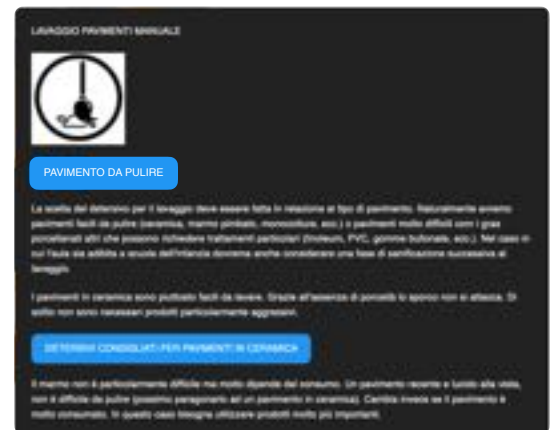 LAVAGGIO PAVIMENTI MANUALE
PAVIMENTO DA PULIRE
La scelta del detersivo per il lavaggio deve essere fatta in relazione al tipo di pavimento. Naturalmente avremo
pavimenti facili da pulire (ceramica, marmo piombato, monocottura, ecc.) o pavimenti molto difficili com i gras
porcellanati altri che possono richiedere trattamenti particolari (linoleum, PVC, gomma bullonata, ecc.). Nel caso in
cui l'aula sia adibita a scuola dell'infanzia dovremo anche considerare una fase di sanificazione successiva al
lavaggio.
I pavimenti in ceramica sono piuttosto facili da lavare. Grazie all'assenza di porosità lo sporco non si attacca. Di
solito non sono necessari prodotti particolarmente aggressivi.
DETERSIVI CONSIGLIATI PER PAVIMENTI IN CERAMICA
Il marmo non è particolarmente difficile ma molto dipende dal consumo. Un pavimento recente e lucido alla vista,
non è difficile da pulire (possiamo paragonarlo ad un pavimento in ceramica). Cambia invece se il pavimento è
molto consumato. In questo caso bisogna utilizzare prodotti molto più importanti.